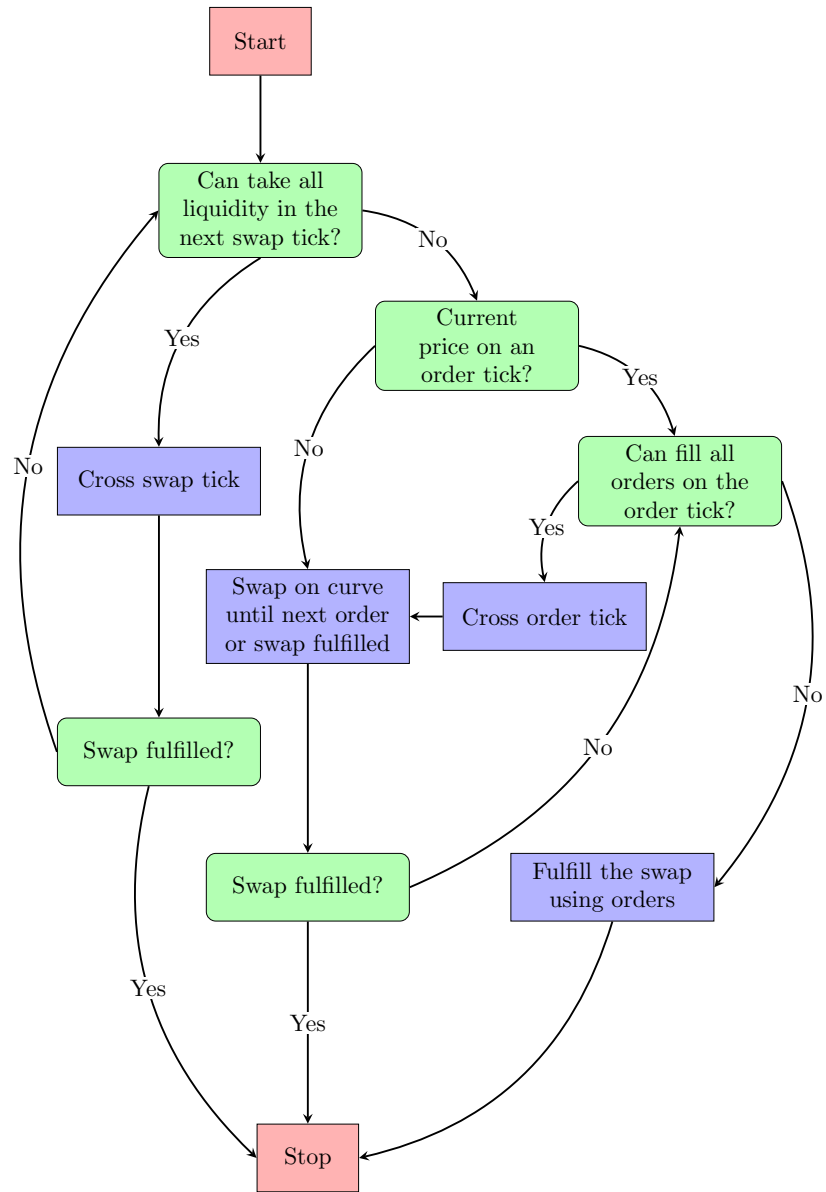 Start
Can take all
liquidity in the
next swap tick?
No
Yes
Current
price on an
order tick?
Yes
No
Can fill all
orders on the
order tick?
No
Cross swap tick
Yes
Swap on curve
until next order
or swap fulfilled
Cross order tick
No
Swap fulfilled?
No
Swap fulfilled?
Fulfill the swap
using orders
Yes
Yes
Stop